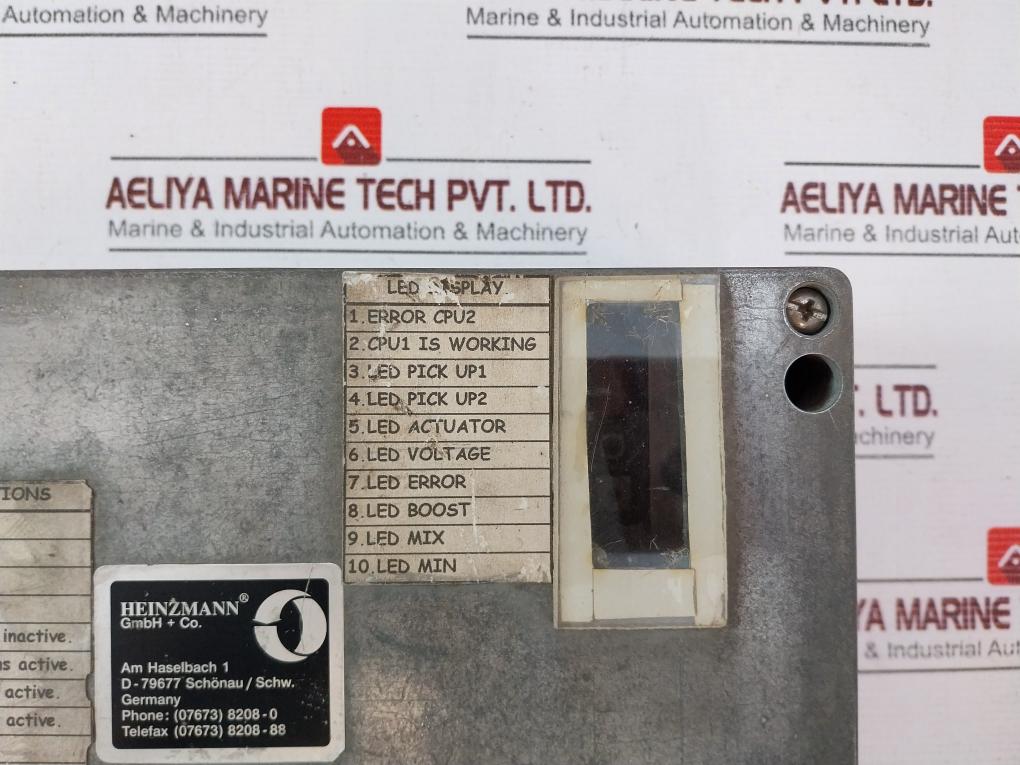 Automation & Machinery
Marine & Industrial Automation & Machinery
AELIYA MARINE TECH PVT. LTD.
Marine & Industrial Automation & Machinery
AELIYA MARINE
Marine & Industrial
LED DISPLAY
1.ERROR CPU2
2.CPU1 IS WORKING
3.LED PICK UP1
4.LED PICK UP2
5.LED ACTUATOR
6.LED VOLTAGE
7.LED ERROR
8.LED BOOST
9.LED MIX
10.LED MIN
. LTD.
achinery
TIONS
inactive.
ns active.
active.
active.
HEINZMANN®
GmbH + Co.
Am Haselbach 1
D-79677 Schönau / Schw.
Germany
Phone: (07673) 8208-0
Telefax (07673) 8208-88
YA MARINE
& Industrial